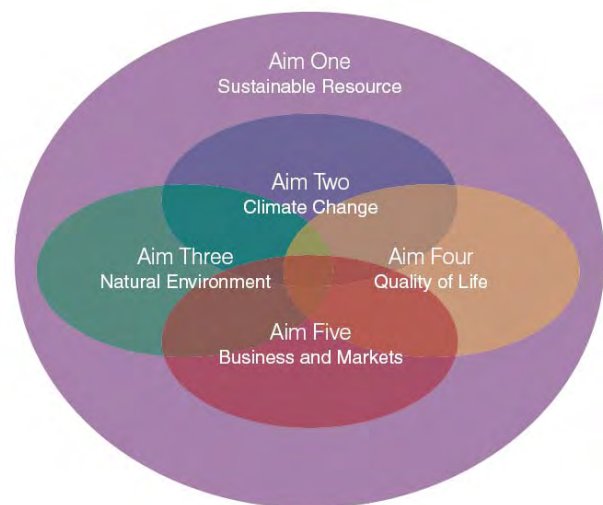 Aim One
Sustainable Resource
Aim Two
Climate Change
Aim Three
Natural Environment
Aim Four
Quality of Life
Aim Five
Business and Markets